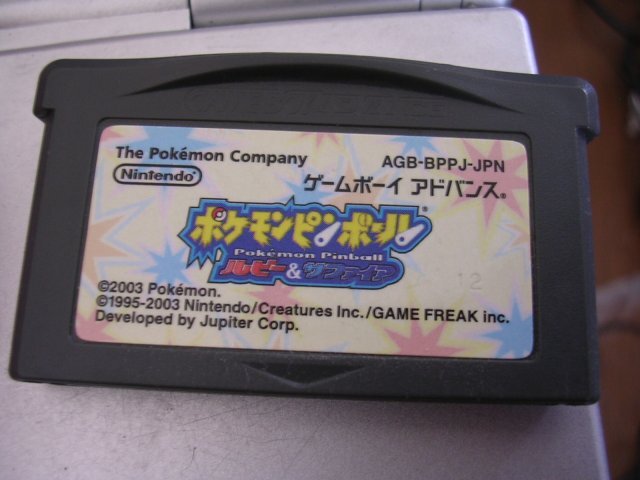 The Pokémon Company AGB-BPPJ-JPN
Nintendo® ゲームボーイ アドバンス®
ポケモンピンボール®
Pokémon Pinball
ルビー&サファイア
12
©2003 Pokémon.
©1995-2003 Nintendo/Creatures Inc./GAME FREAK inc.
Developed by Jupiter Corp.